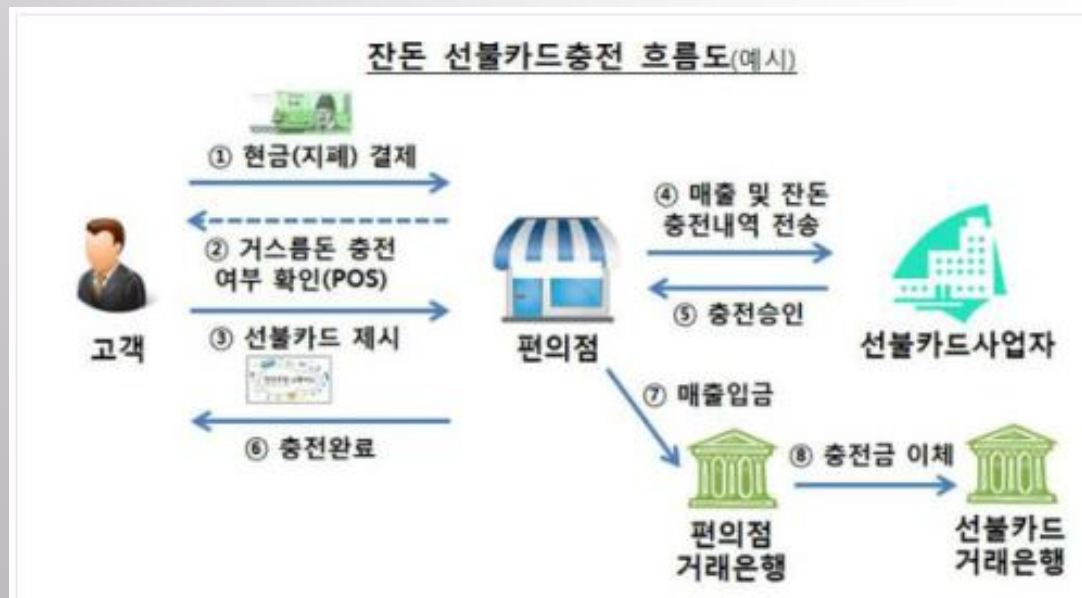 잔돈 선불카드충전 흐름도(예시)
① 현금(지폐) 결제
② 거스름돈 충전
여부 확인(POS)
③ 선불카드 제시
⑥ 충전완료
고객
편의점
④ 매출 및 잔돈
충전내역 전송
⑤ 충전승인
선불카드사업자
⑦ 매출입금
⑧ 충전금 이체
편의점
거래은행
선불카드
거래은행